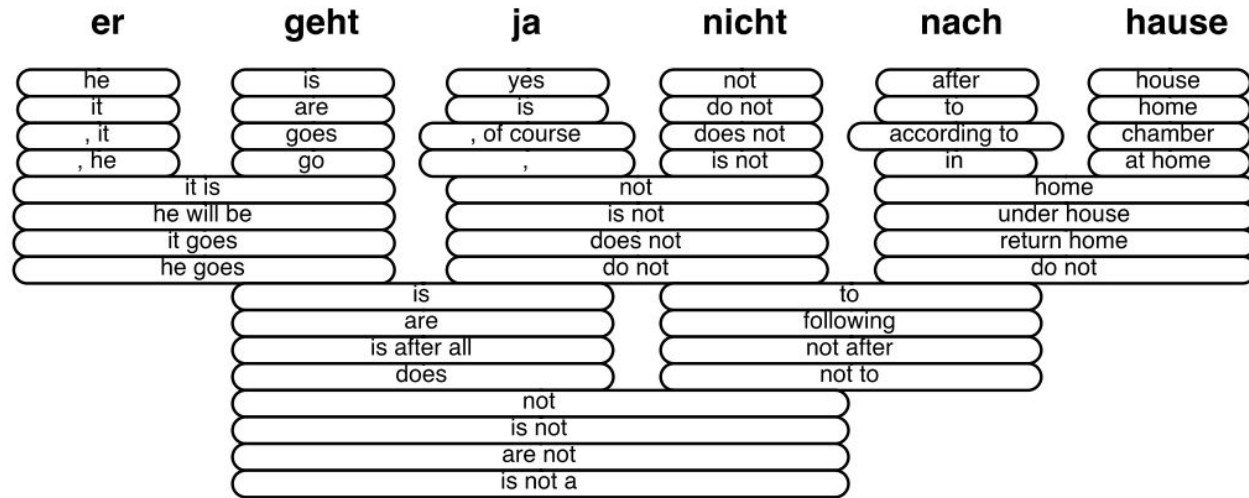 er geht ja nicht nach hause
he is yes not after house
it are is do not to home
, it goes , of course does not according to chamber
, he go , is not in at home
it is not home
he will be is not under house
it goes does not return home
he goes do not do not
is to
are following
is after all not after
does not to
not
is not
are not
is not a